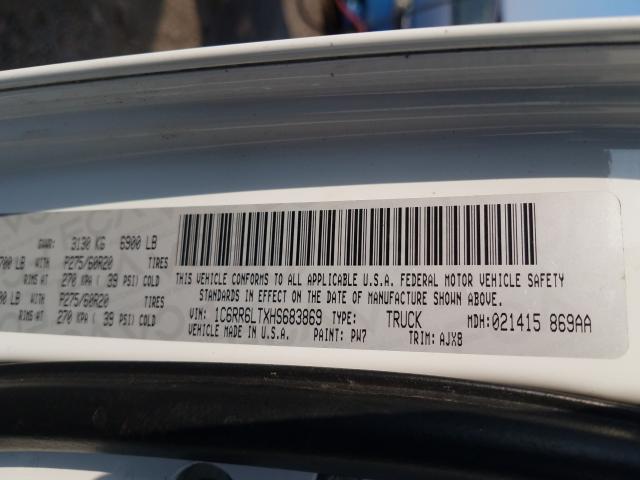 GVWR: 3130 KG 6900 LB
700 LB P275/60R20 TIRES
RIMS AT 270 KPA ( 39 PSI) COLD
00 LB P275/60R20 TIRES
RIMS AT 270 KPA ( 39 PSI) COLD
THIS VEHICLE CONFORMS TO ALL APPLICABLE U.S.A. FEDERAL MOTOR VEHICLE SAFETY
STANDARDS IN EFFECT ON THE DATE OF MANUFACTURE SHOWN ABOVE.
VIN: 1C6RR6LTXHS683869 TYPE: TRUCK MDH: 021415 869AA
VEHICLE MADE IN U.S.A. PAINT: PW7 TRIM: AJX8